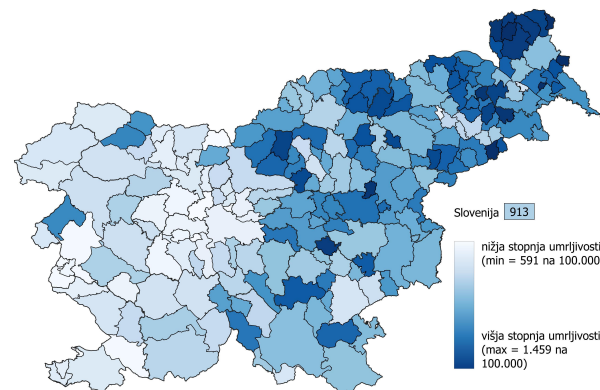 Slovenija 913
nižja stopnja umrljivosti
(min = 591 na 100.000)
višja stopnja umrljivosti
(max = 1.459 na
100.000)